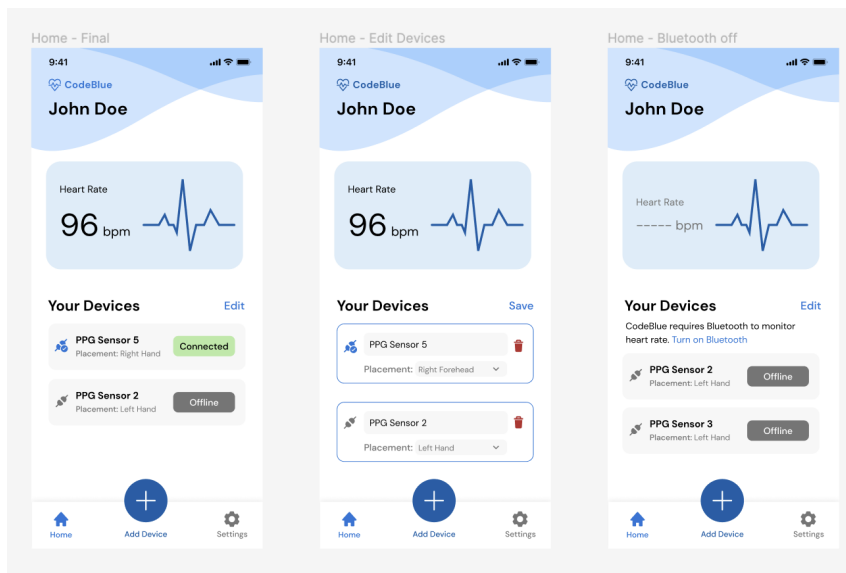 Home - Final
9:41
CodeBlue
John Doe
Heart Rate
96 bpm
Your Devices
Edit
PPG Sensor 5
Placement: Right Hand
Connected
PPG Sensor 2
Placement: Left Hand
Offline
Home
Add Device
Settings
Home - Edit Devices
9:41
CodeBlue
John Doe
Heart Rate
96 bpm
Your Devices
Save
PPG Sensor 5
Placement: Right Forehead
PPG Sensor 2
Placement: Left Hand
Home
Add Device
Settings
Home - Bluetooth off
9:41
CodeBlue
John Doe
Heart Rate
----- bpm
Your Devices
Edit
CodeBlue requires Bluetooth to monitor
heart rate. Turn on Bluetooth
PPG Sensor 2
Placement: Left Hand
Offline
PPG Sensor 3
Placement: Left Hand
Offline
Home
Add Device
Settings